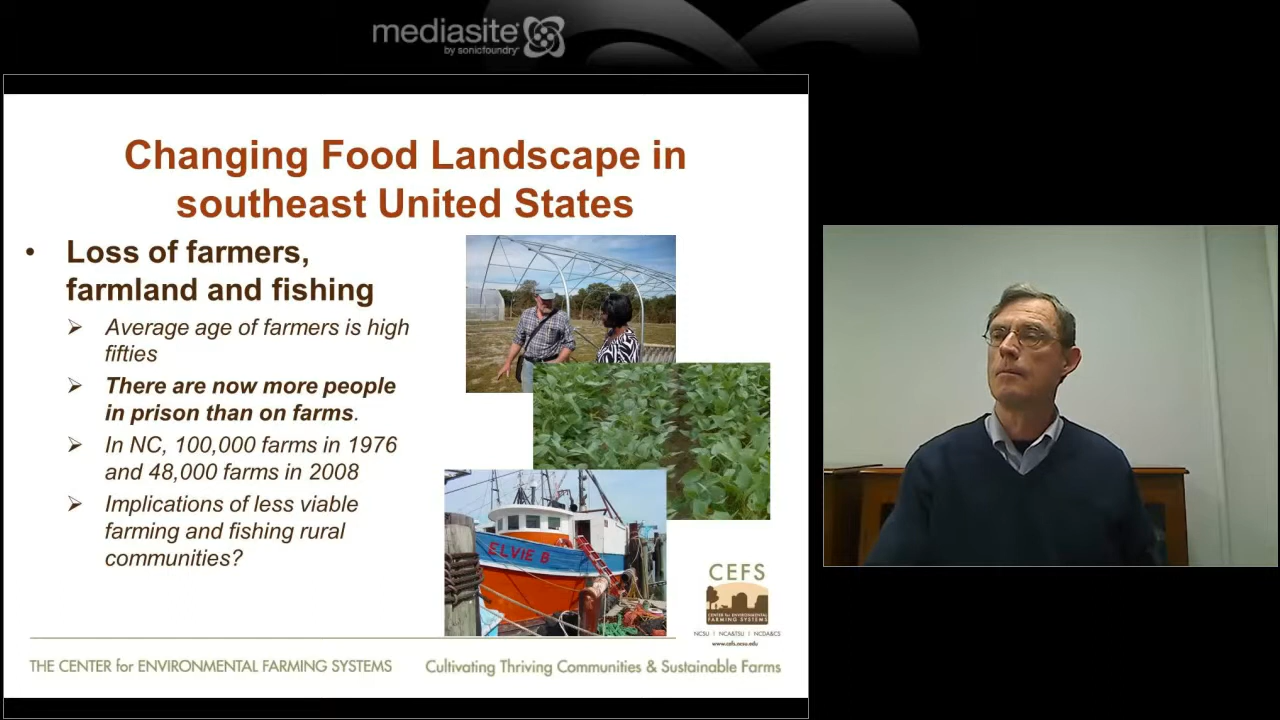 mediasite
by sonicfoundry
Changing Food Landscape in
southeast United States
• Loss of farmers,
farmland and fishing
➢ Average age of farmers is high
fifties
➢ There are now more people
in prison than on farms.
➢ In NC, 100,000 farms in 1976
and 48,000 farms in 2008
➢ Implications of less viable
farming and fishing rural
communities?
ELVIE B
CEFS
CENTER for ENVIRONMENTAL
FARMING SYSTEMS
NCSU | NCA&TSU | NCDA&CS
www.cefs.ncsu.edu
THE CENTER for ENVIRONMENTAL FARMING SYSTEMS
Cultivating Thriving Communities & Sustainable Farms